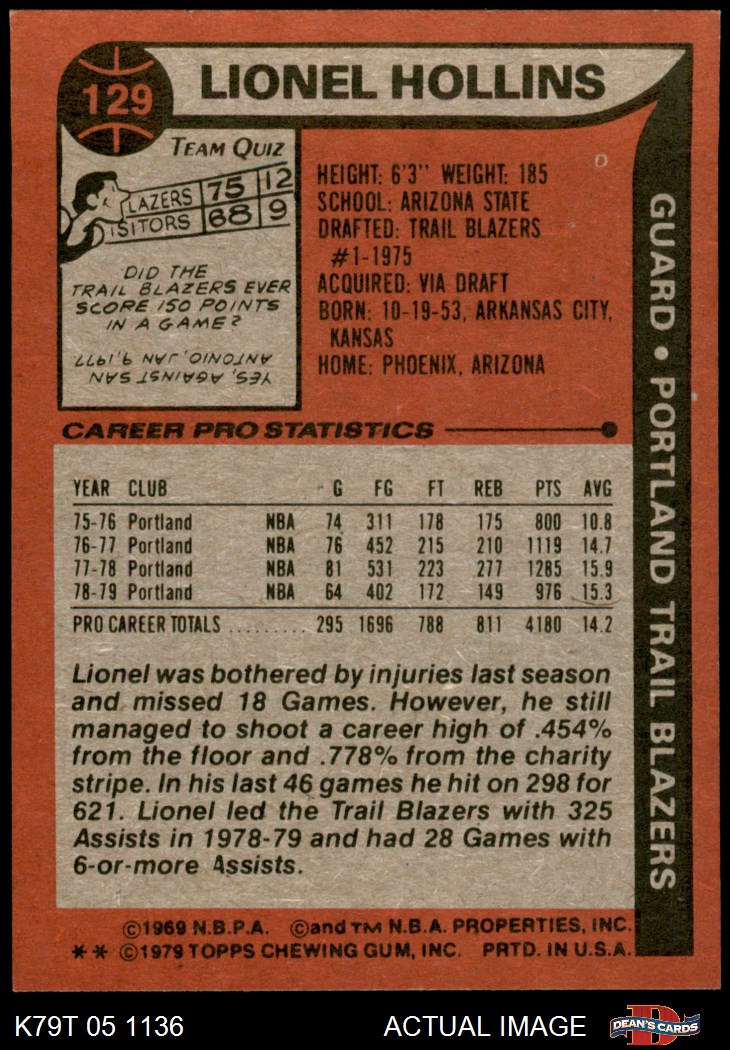 129
LIONEL HOLLINS
TEAM QUIZ
LAZERS 75 12
ISITORS 68 9
DID THE
TRAIL BLAZERS EVER
SCORE 150 POINTS
IN A GAME?
YES, AGAINST SAN
ANTONIO, JAN 9, 1977
HEIGHT: 6'3" WEIGHT: 185
SCHOOL: ARIZONA STATE
DRAFTED: TRAIL BLAZERS
#1-1975
ACQUIRED: VIA DRAFT
BORN: 10-19-53, ARKANSAS CITY,
KANSAS
HOME: PHOENIX, ARIZONA
GUARD • PORTLAND TRAIL BLAZERS
CAREER PRO STATISTICS
YEAR CLUB G FG FT REB PTS AVG
75-76 Portland NBA 74 311 178 175 800 10.8
76-77 Portland NBA 76 452 215 210 1119 14.7
77-78 Portland NBA 81 531 223 277 1285 15.9
78-79 Portland NBA 64 402 172 149 976 15.3
PRO CAREER TOTALS ......... 295 1696 788 811 4180 14.2
Lionel was bothered by injuries last season
and missed 18 Games. However, he still
managed to shoot a career high of .454%
from the floor and .778% from the charity
stripe. In his last 46 games he hit on 298 for
621. Lionel led the Trail Blazers with 325
Assists in 1978-79 and had 28 Games with
6-or-more Assists.
©1969 N.B.P.A. ©and TM N.B.A. PROPERTIES, INC.
** ©1979 TOPPS CHEWING GUM, INC. PRTD. IN U.S.A.
K79T 05 1136 ACTUAL IMAGE
D
DEAN'S CARDS